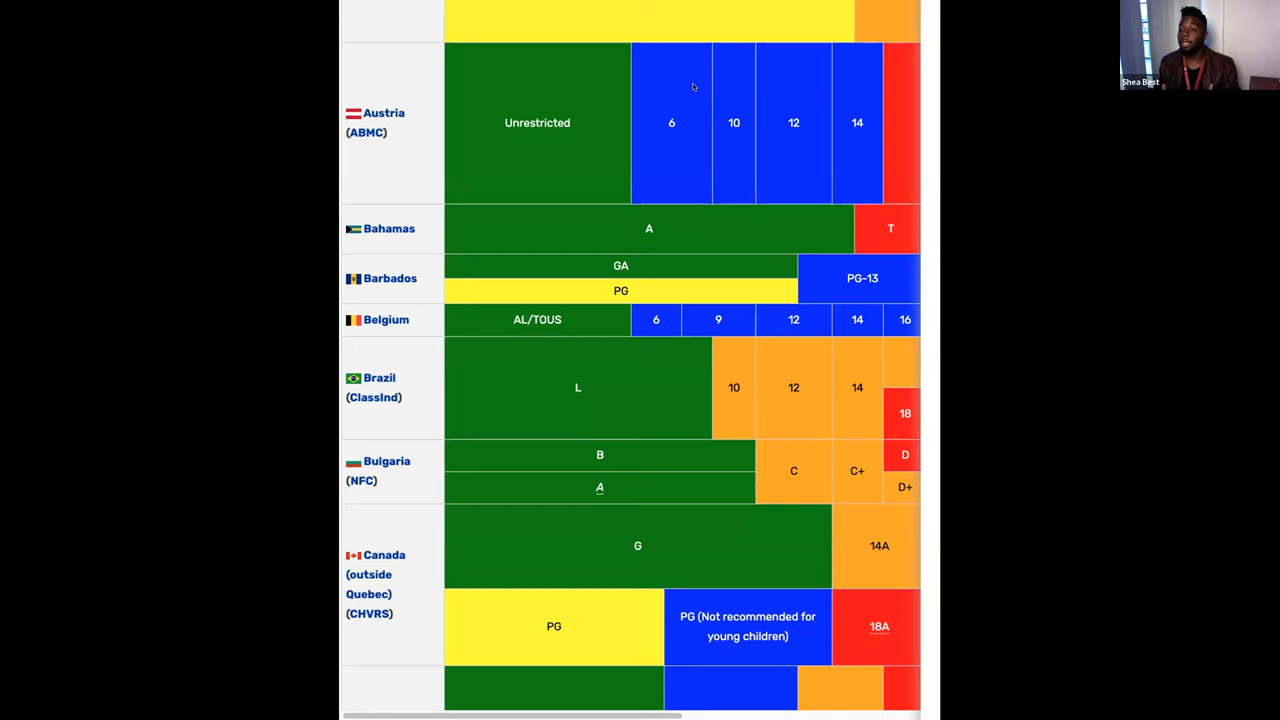 Shea Best
Austria
(ABMC)
Unrestricted
6
10
12
14
Bahamas
A
T
Barbados
GA
PG
PG-13
Belgium
AL/TOUS
6
9
12
14
16
Brazil
(ClassInd)
L
10
12
14
18
Bulgaria
(NFC)
B
A
C
C+
D
D+
Canada
(outside
Quebec)
(CHVRS)
G
14A
PG
PG (Not recommended for
young children)
18A